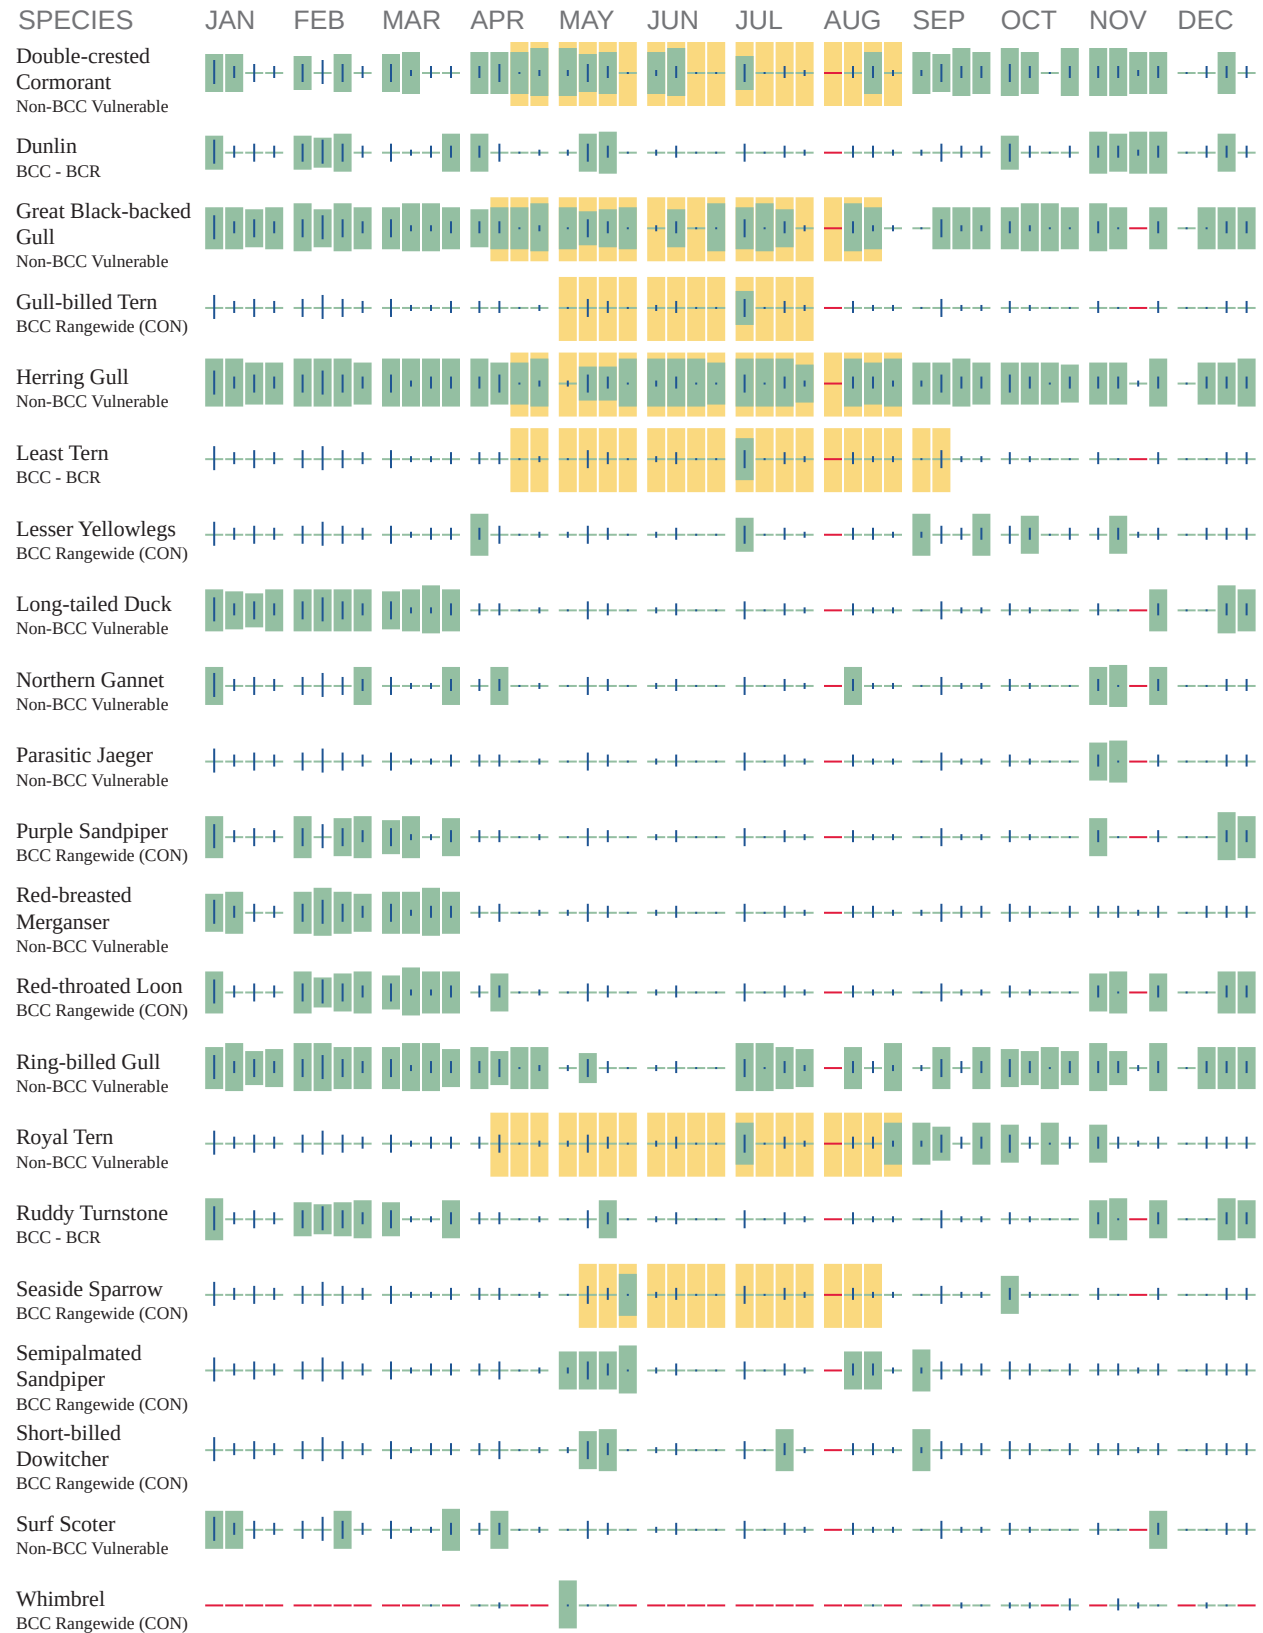 SPECIES JAN FEB MAR APR MAY JUN JUL AUG SEP OCT NOV DEC
Double-crested
Cormorant
Non-BCC Vulnerable
Dunlin
BCC - BCR
Great Black-backed
Gull
Non-BCC Vulnerable
Gull-billed Tern
BCC Rangewide (CON)
Herring Gull
Non-BCC Vulnerable
Least Tern
BCC - BCR
Lesser Yellowlegs
BCC Rangewide (CON)
Long-tailed Duck
Non-BCC Vulnerable
Northern Gannet
Non-BCC Vulnerable
Parasitic Jaeger
Non-BCC Vulnerable
Purple Sandpiper
BCC Rangewide (CON)
Red-breasted
Merganser
Non-BCC Vulnerable
Red-throated Loon
BCC Rangewide (CON)
Ring-billed Gull
Non-BCC Vulnerable
Royal Tern
Non-BCC Vulnerable
Ruddy Turnstone
BCC - BCR
Seaside Sparrow
BCC Rangewide (CON)
Semipalmated
Sandpiper
BCC Rangewide (CON)
Short-billed
Dowitcher
BCC Rangewide (CON)
Surf Scoter
Non-BCC Vulnerable
Whimbrel
BCC Rangewide (CON)